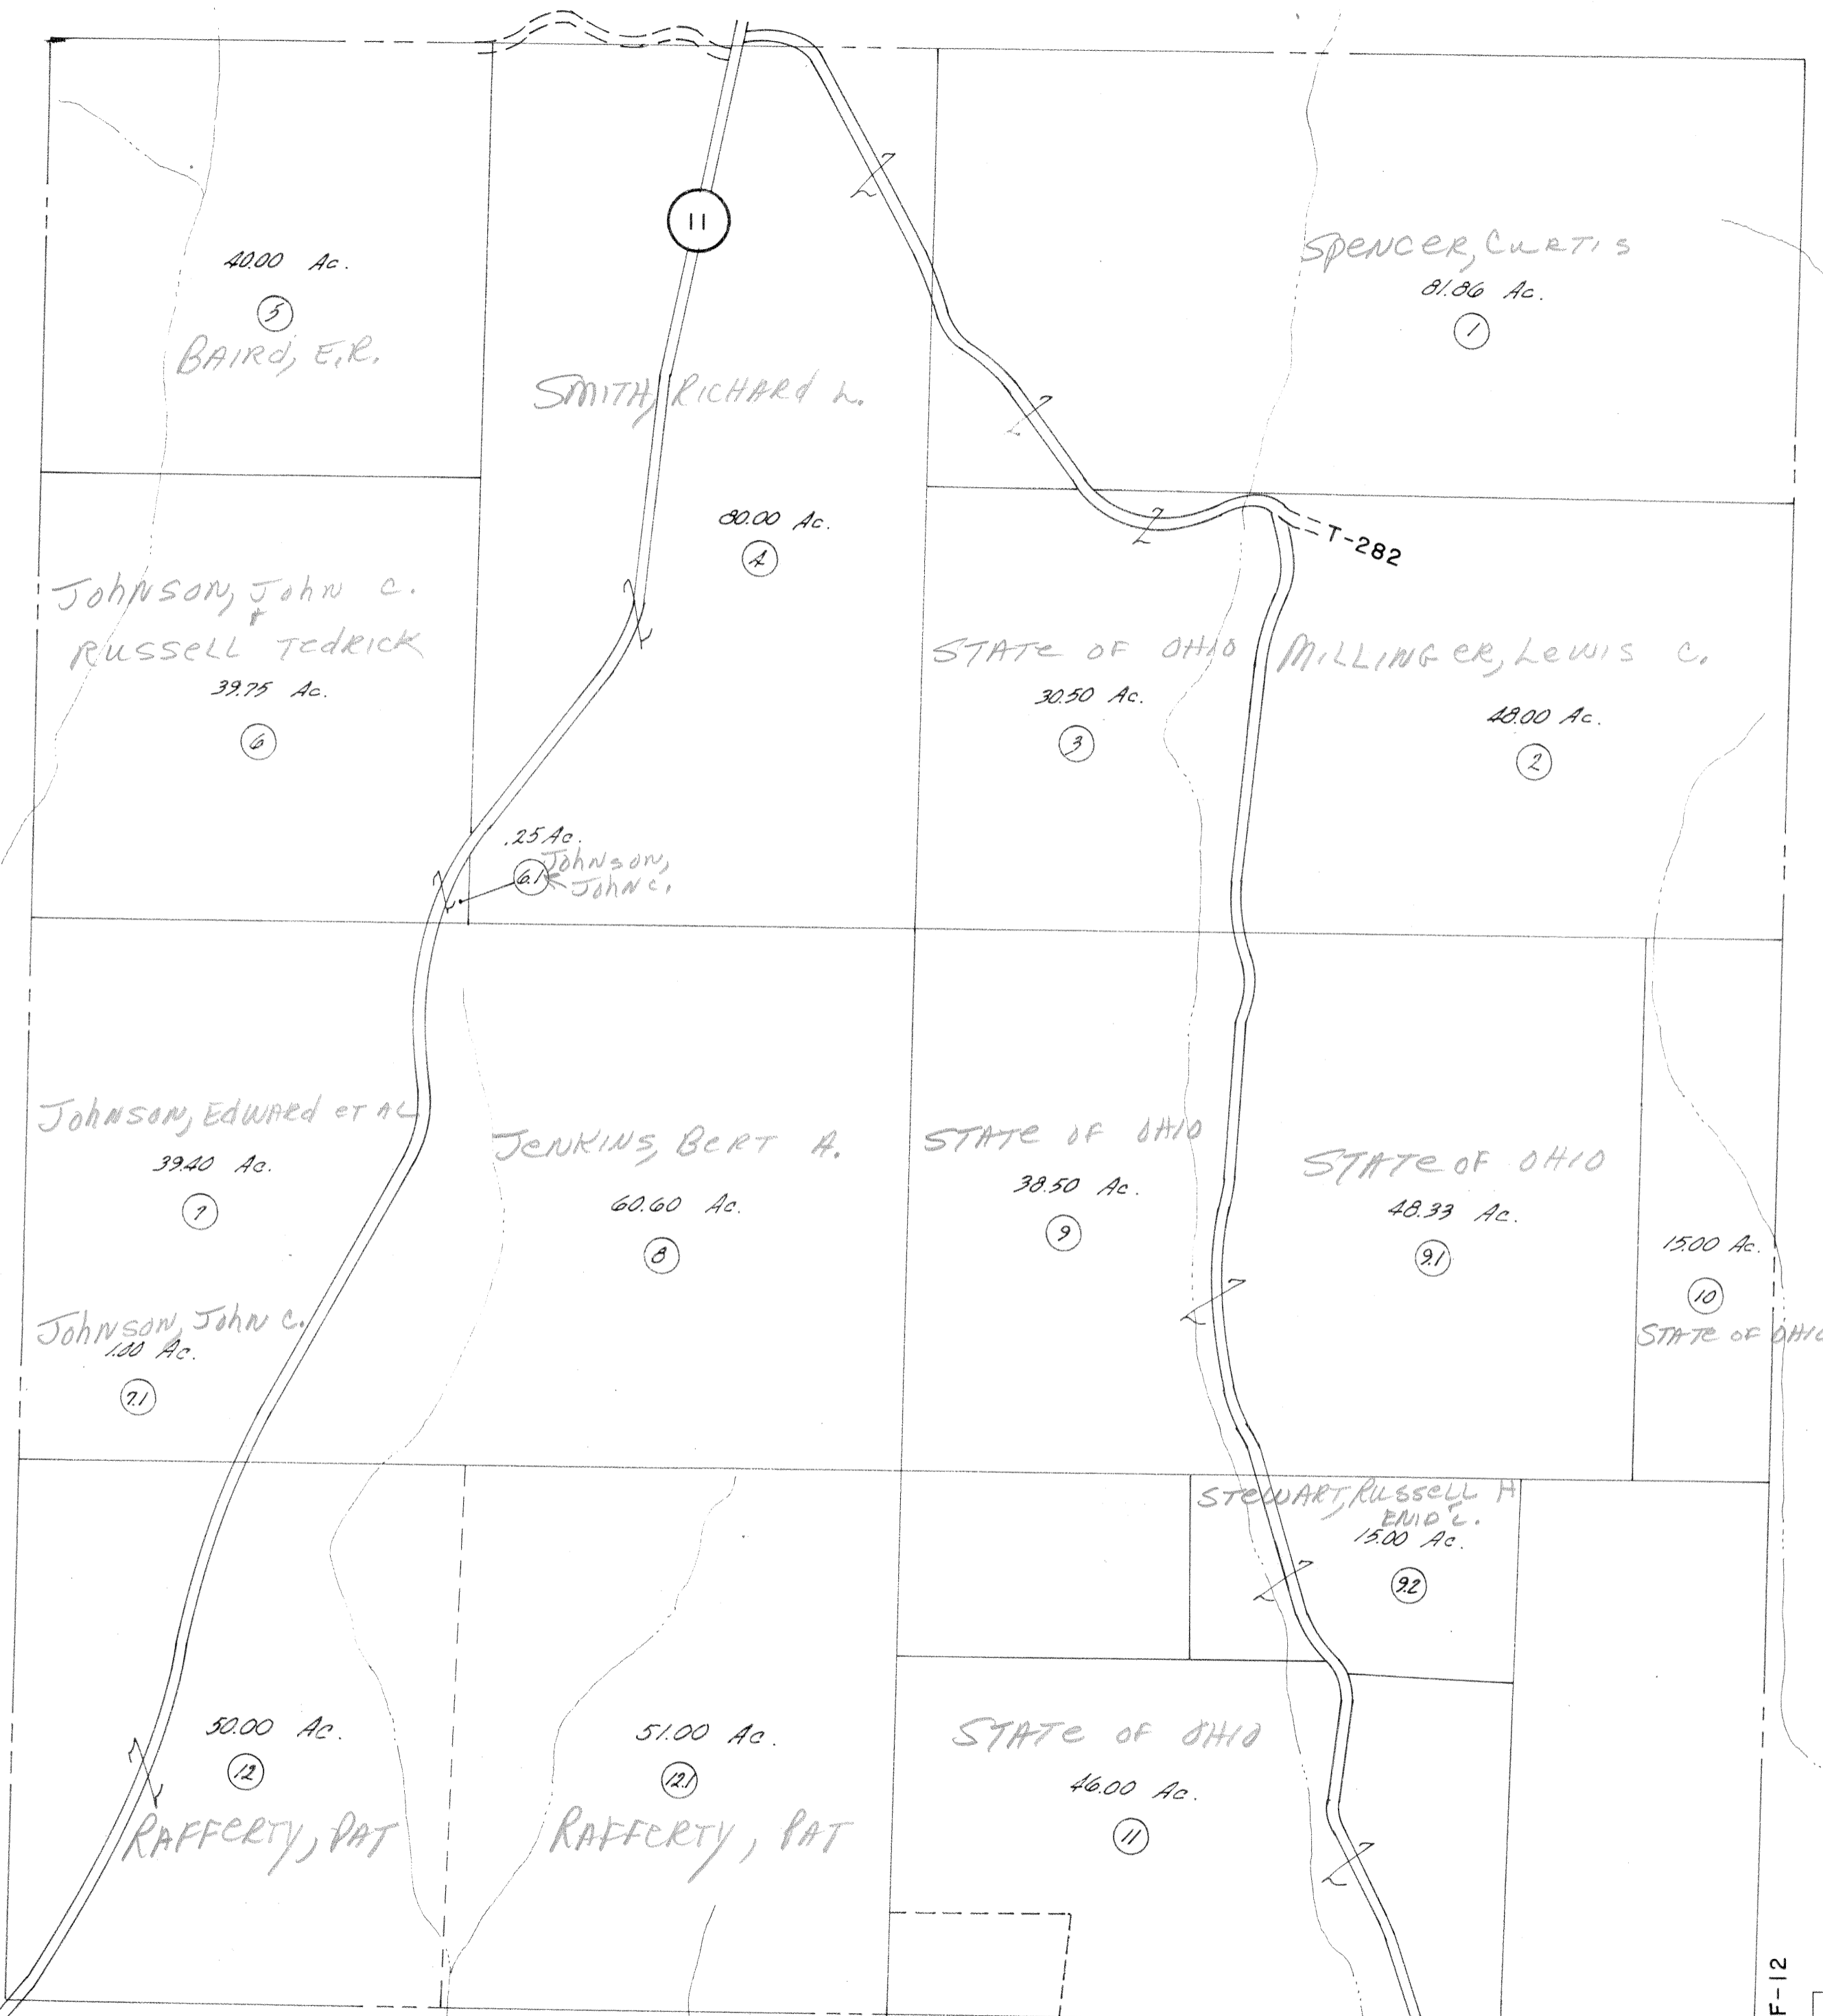 11
40.00 Ac.
5
BAIRD, E.R.
SMITH, RICHARD L.
80.00 Ac.
4
SPENCER, CURTIS
81.86 Ac.
1
T-282
JOHNSON, JOHN C.
&
RUSSELL TEDRICK
39.75 Ac.
6
STATE OF OHIO
30.50 Ac.
3
MILLINGER, LEWIS C.
48.00 Ac.
2
.25 Ac.
6.1
JOHNSON,
JOHN C.
JOHNSON, EDWARD ET AL
39.40 Ac.
7
JENKINS, BERT A.
60.60 Ac.
8
STATE OF OHIO
38.50 Ac.
9
STATE OF OHIO
48.33 Ac.
9.1
15.00 Ac.
10
STATE OF OHIO
JOHNSON, JOHN C.
1.00 Ac.
7.1
STEWART, RUSSELL H
& ENID L.
15.00 Ac.
9.2
50.00 Ac.
12
RAFFERTY, PAT
51.00 Ac.
12.1
RAFFERTY, PAT
STATE OF OHIO
46.00 Ac.
11
F-12